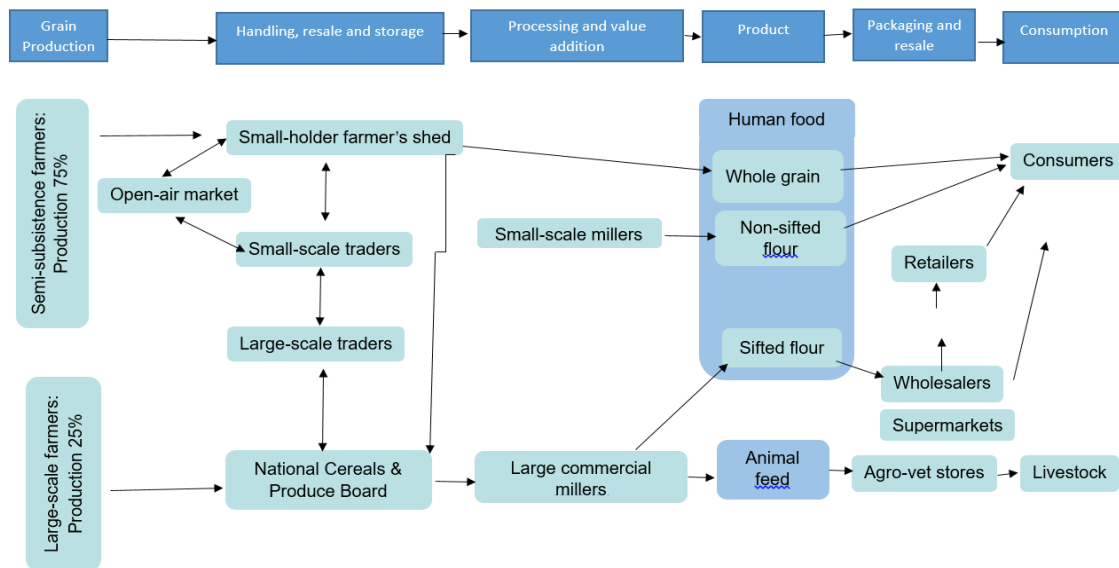 Grain
Production
Handling, resale and storage
Processing and value
addition
Product
Packaging and
resale
Consumption
Semi-subsistence farmers:
Production 75%
Small-holder farmer’s shed
Open-air market
Small-scale traders
Large-scale traders
Large-scale farmers:
Production 25%
National Cereals &
Produce Board
Small-scale millers
Large commercial
millers
Human food
Whole grain
Non-sifted
flour
Sifted flour
Animal
feed
Retailers
Wholesalers
Supermarkets
Agro-vet stores
Consumers
Livestock